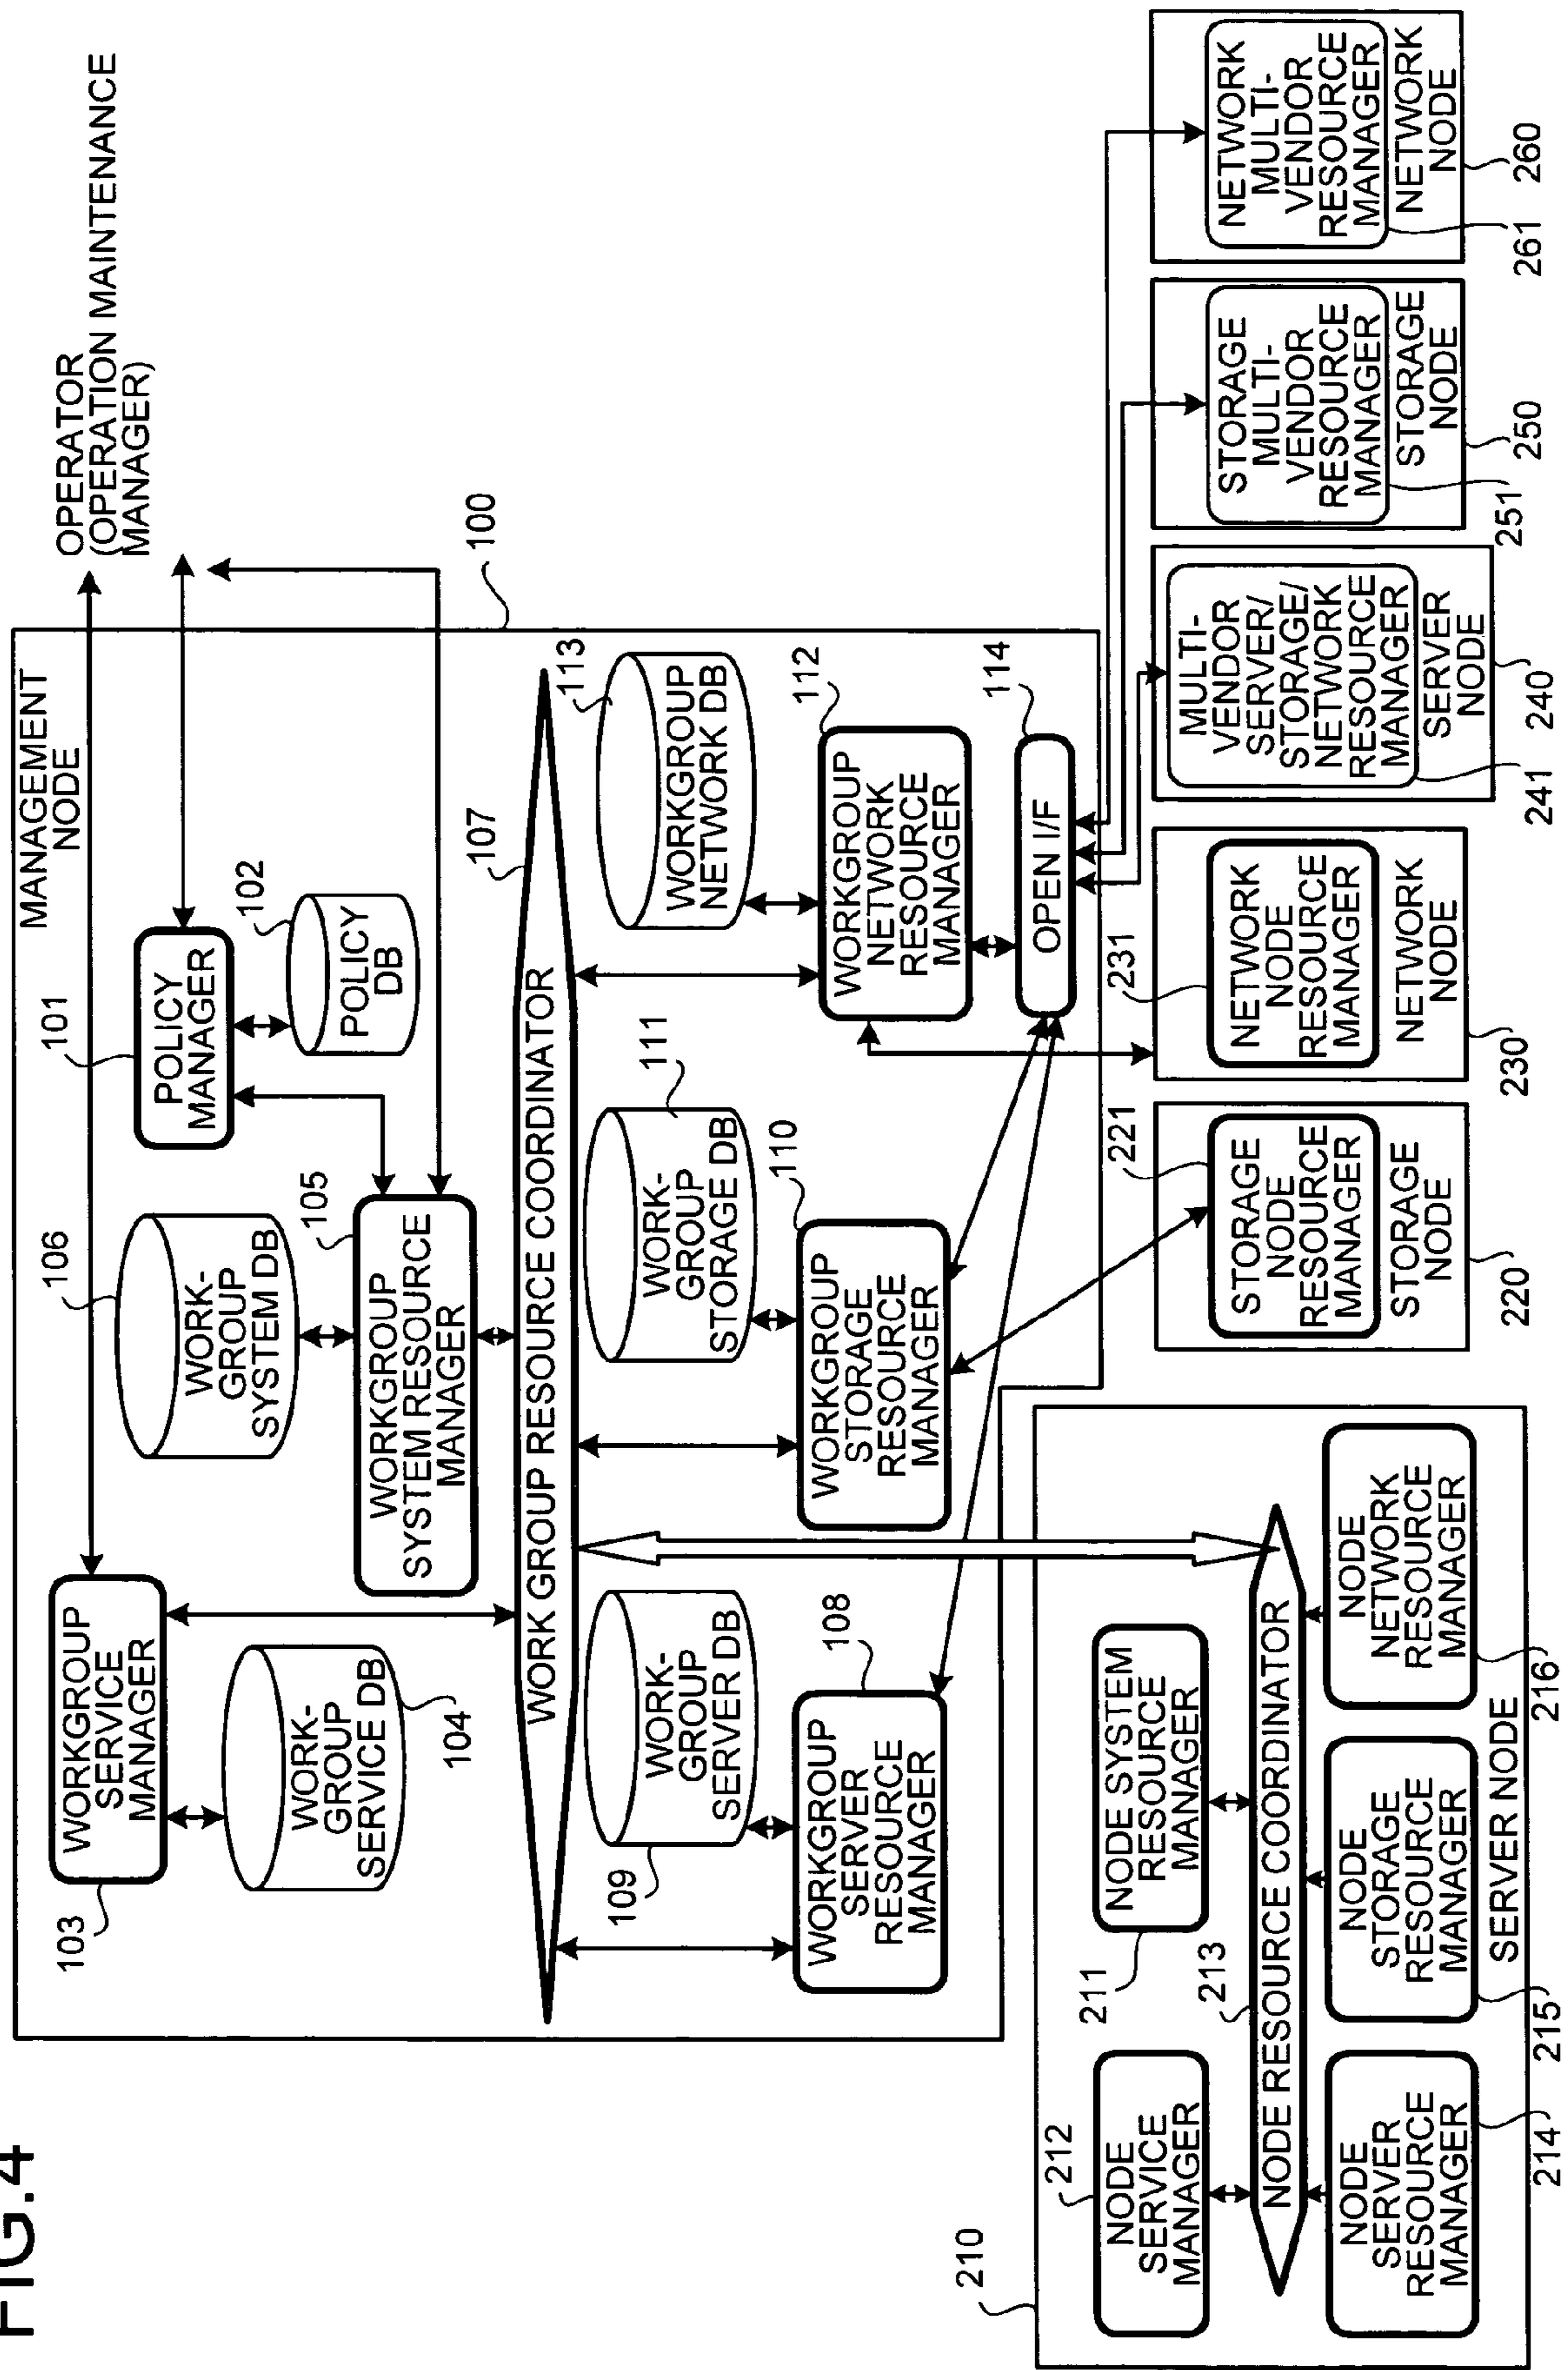 FIG.4
OPERATOR
(OPERATION MAINTENANCE
MANAGER)
MANAGEMENT
NODE
100
101
POLICY
MANAGER
102
POLICY
DB
103
WORKGROUP
SERVICE
MANAGER
WORK-
GROUP
SERVICE DB
104
106
WORK-
GROUP
SYSTEM DB
105
WORKGROUP
SYSTEM RESOURCE
MANAGER
107
WORK GROUP RESOURCE COORDINATOR
109
WORK-
GROUP
SERVER DB
108
WORKGROUP
SERVER
RESOURCE
MANAGER
111
WORK-
GROUP
STORAGE DB
110
WORKGROUP
STORAGE
RESOURCE
MANAGER
113
WORKGROUP
NETWORK DB
112
WORKGROUP
NETWORK
RESOURCE
MANAGER
114
OPEN I/F
210
212
NODE
SERVICE
MANAGER
211
NODE SYSTEM
RESOURCE
MANAGER
213
NODE RESOURCE COORDINATOR
NODE
SERVER
RESOURCE
MANAGER
214
NODE
STORAGE
RESOURCE
MANAGER
215
NODE
NETWORK
RESOURCE
MANAGER
216
SERVER NODE
221
STORAGE
NODE
RESOURCE
MANAGER
STORAGE
NODE
220
231
NETWORK
NODE
RESOURCE
MANAGER
NETWORK
NODE
230
MULTI-
VENDOR
SERVER/
STORAGE/
NETWORK
RESOURCE
MANAGER
SERVER
NODE
241
240
STORAGE
MULTI-
VENDOR
RESOURCE
MANAGER
STORAGE
NODE
251
250
NETWORK
MULTI-
VENDOR
RESOURCE
MANAGER
NETWORK
NODE
261
260